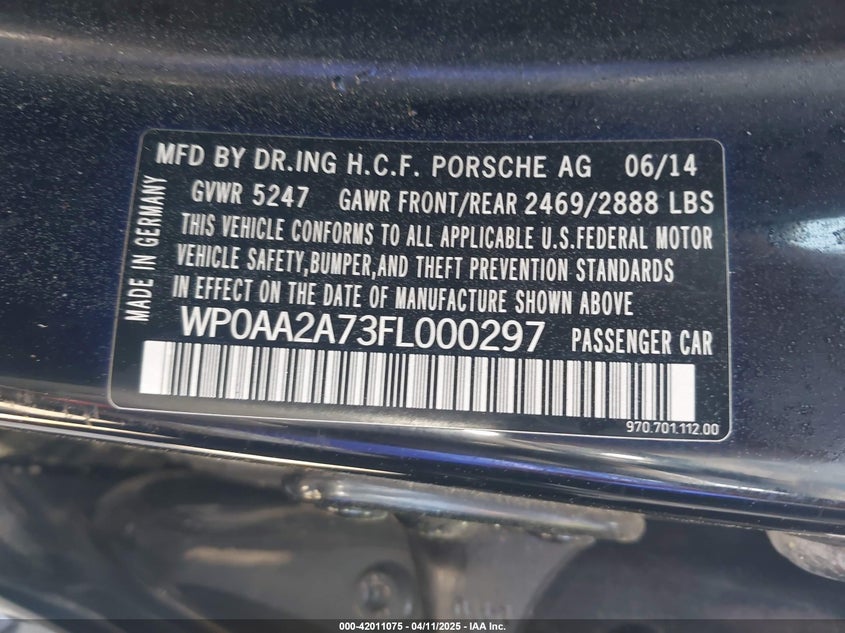 MFD BY DR.ING H.C.F. PORSCHE AG 06/14
GVWR 5247 GAWR FRONT/REAR 2469/2888 LBS
THIS VEHICLE CONFORMS TO ALL APPLICABLE U.S.FEDERAL MOTOR
VEHICLE SAFETY,BUMPER,AND THEFT PREVENTION STANDARDS
IN EFFECT ON THE DATE OF MANUFACTURE SHOWN ABOVE
MADE IN GERMANY
WP0AA2A73FL000297 PASSENGER CAR
970.701.112.00
000-42011075 - 04/11/2025 - IAA Inc.